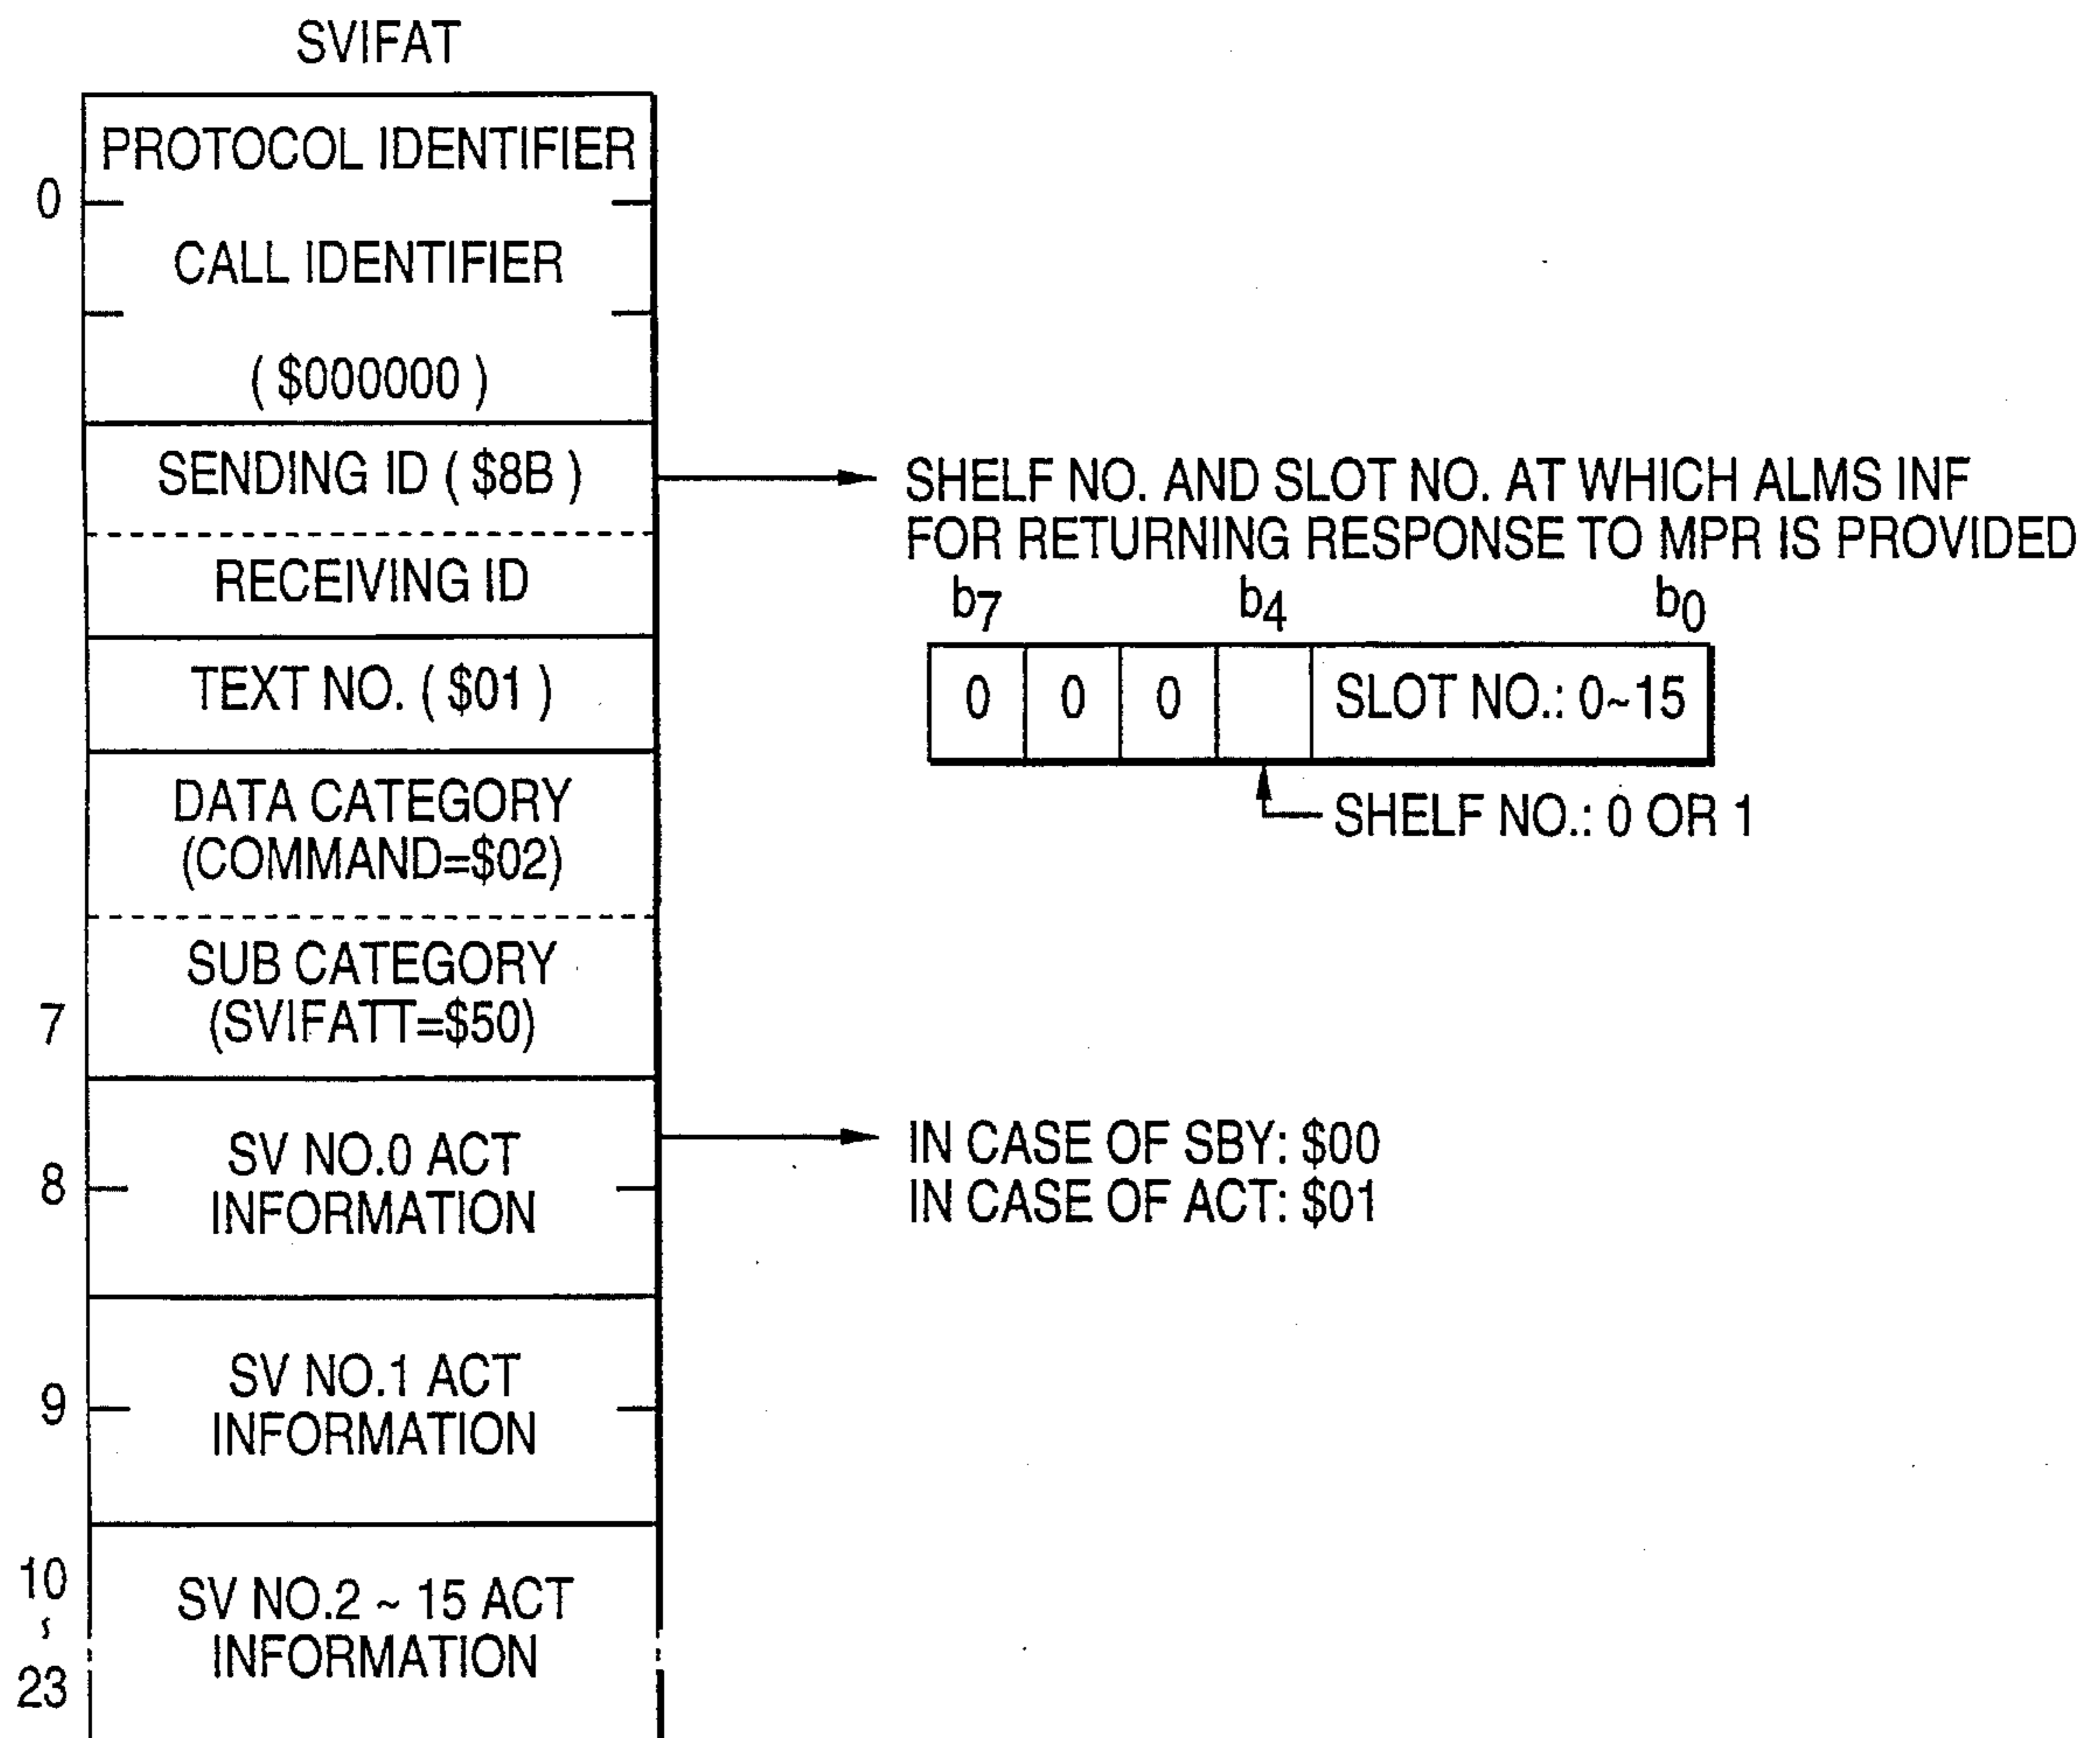 SVIFAT
PROTOCOL IDENTIFIER
0
CALL IDENTIFIER
( $000000 )
SENDING ID ( $8B )
RECEIVING ID
TEXT NO. ( $01 )
DATA CATEGORY
(COMMAND=$02)
SUB CATEGORY
7
(SVIFATT=$50)
SV NO.0 ACT
8
INFORMATION
SV NO.1 ACT
9
INFORMATION
10
~
23
SV NO.2 ~ 15 ACT
INFORMATION
SHELF NO. AND SLOT NO. AT WHICH ALMS INF
FOR RETURNING RESPONSE TO MPR IS PROVIDED
b7 b4 b0
0 0 0 SLOT NO.: 0~15
SHELF NO.: 0 OR 1
IN CASE OF SBY: $00
IN CASE OF ACT: $01